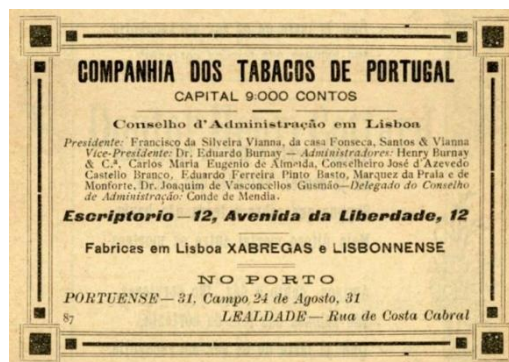 COMPANHIA DOS TABACOS DE PORTUGAL
CAPITAL 9:000 CONTOS
Conselho d'Administração em Lisboa
Presidente: Francisco da Silveira Vianna, da casa Fonseca, Santos & Vianna
Vice-Presidente: Dr. Eduardo Burnay — Administradores: Henry Burnay
& C.ª, Carlos Maria Eugenio de Almeida, Conselheiro José d'Azevedo
Castello Branco, Eduardo Ferreira Pinto Basto, Marquez da Praia e de
Monforte, Dr. Joaquim de Vasconcellos Gusmão—Delegado do Conselho
de Administração: Conde de Mendia.
Escriptorio—12, Avenida da Liberdade, 12
Fabricas em Lisboa XABREGAS e LISBONNENSE
NO PORTO
PORTUENSE—31, Campo 24 de Agosto, 31
87 LEALDADE—Rua de Costa Cabral